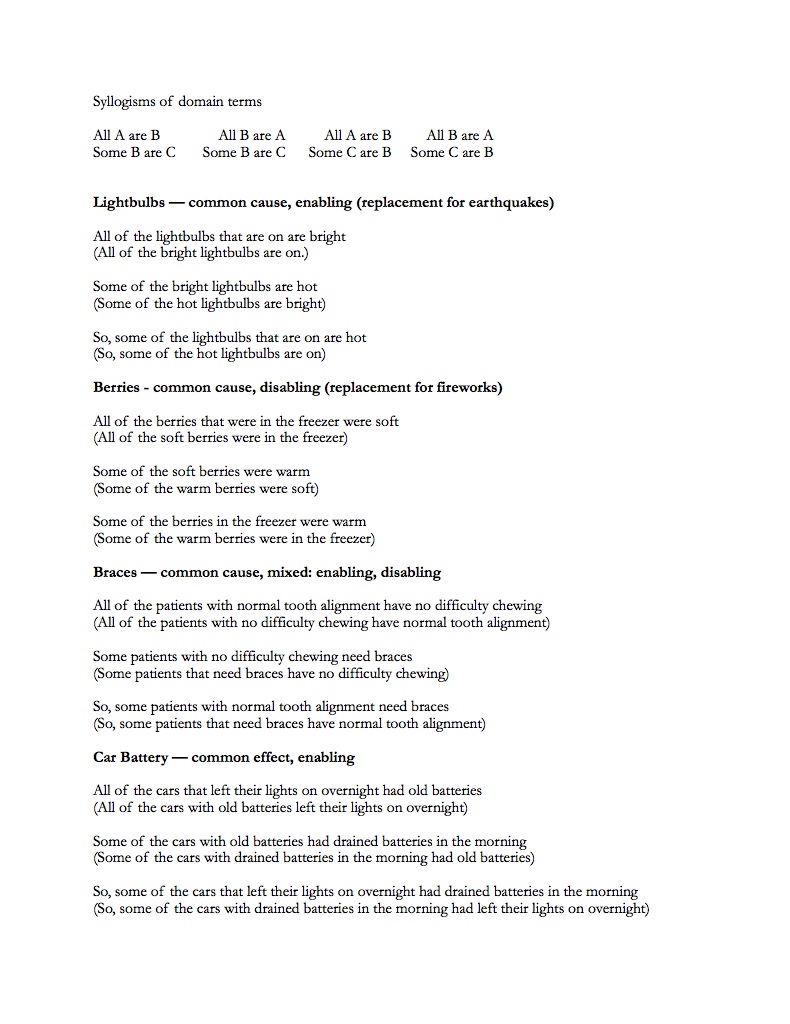 Syllogisms of domain terms
All A are B All B are A All A are B All B are A
Some B are C Some B are C Some C are B Some C are B
Lightbulbs — common cause, enabling (replacement for earthquakes)
All of the lightbulbs that are on are bright
(All of the bright lightbulbs are on.)
Some of the bright lightbulbs are hot
(Some of the hot lightbulbs are bright)
So, some of the lightbulbs that are on are hot
(So, some of the hot lightbulbs are on)
Berries - common cause, disabling (replacement for fireworks)
All of the berries that were in the freezer were soft
(All of the soft berries were in the freezer)
Some of the soft berries were warm
(Some of the warm berries were soft)
Some of the berries in the freezer were warm
(Some of the warm berries were in the freezer)
Braces — common cause, mixed: enabling, disabling
All of the patients with normal tooth alignment have no difficulty chewing
(All of the patients with no difficulty chewing have normal tooth alignment)
Some patients with no difficulty chewing need braces
(Some patients that need braces have no difficulty chewing)
So, some patients with normal tooth alignment need braces
(So, some patients that need braces have normal tooth alignment)
Car Battery — common effect, enabling
All of the cars that left their lights on overnight had old batteries
(All of the cars with old batteries left their lights on overnight)
Some of the cars with old batteries had drained batteries in the morning
(Some of the cars with drained batteries in the morning had old batteries)
So, some of the cars that left their lights on overnight had drained batteries in the morning
(So, some of the cars with drained batteries in the morning had left their lights on overnight)